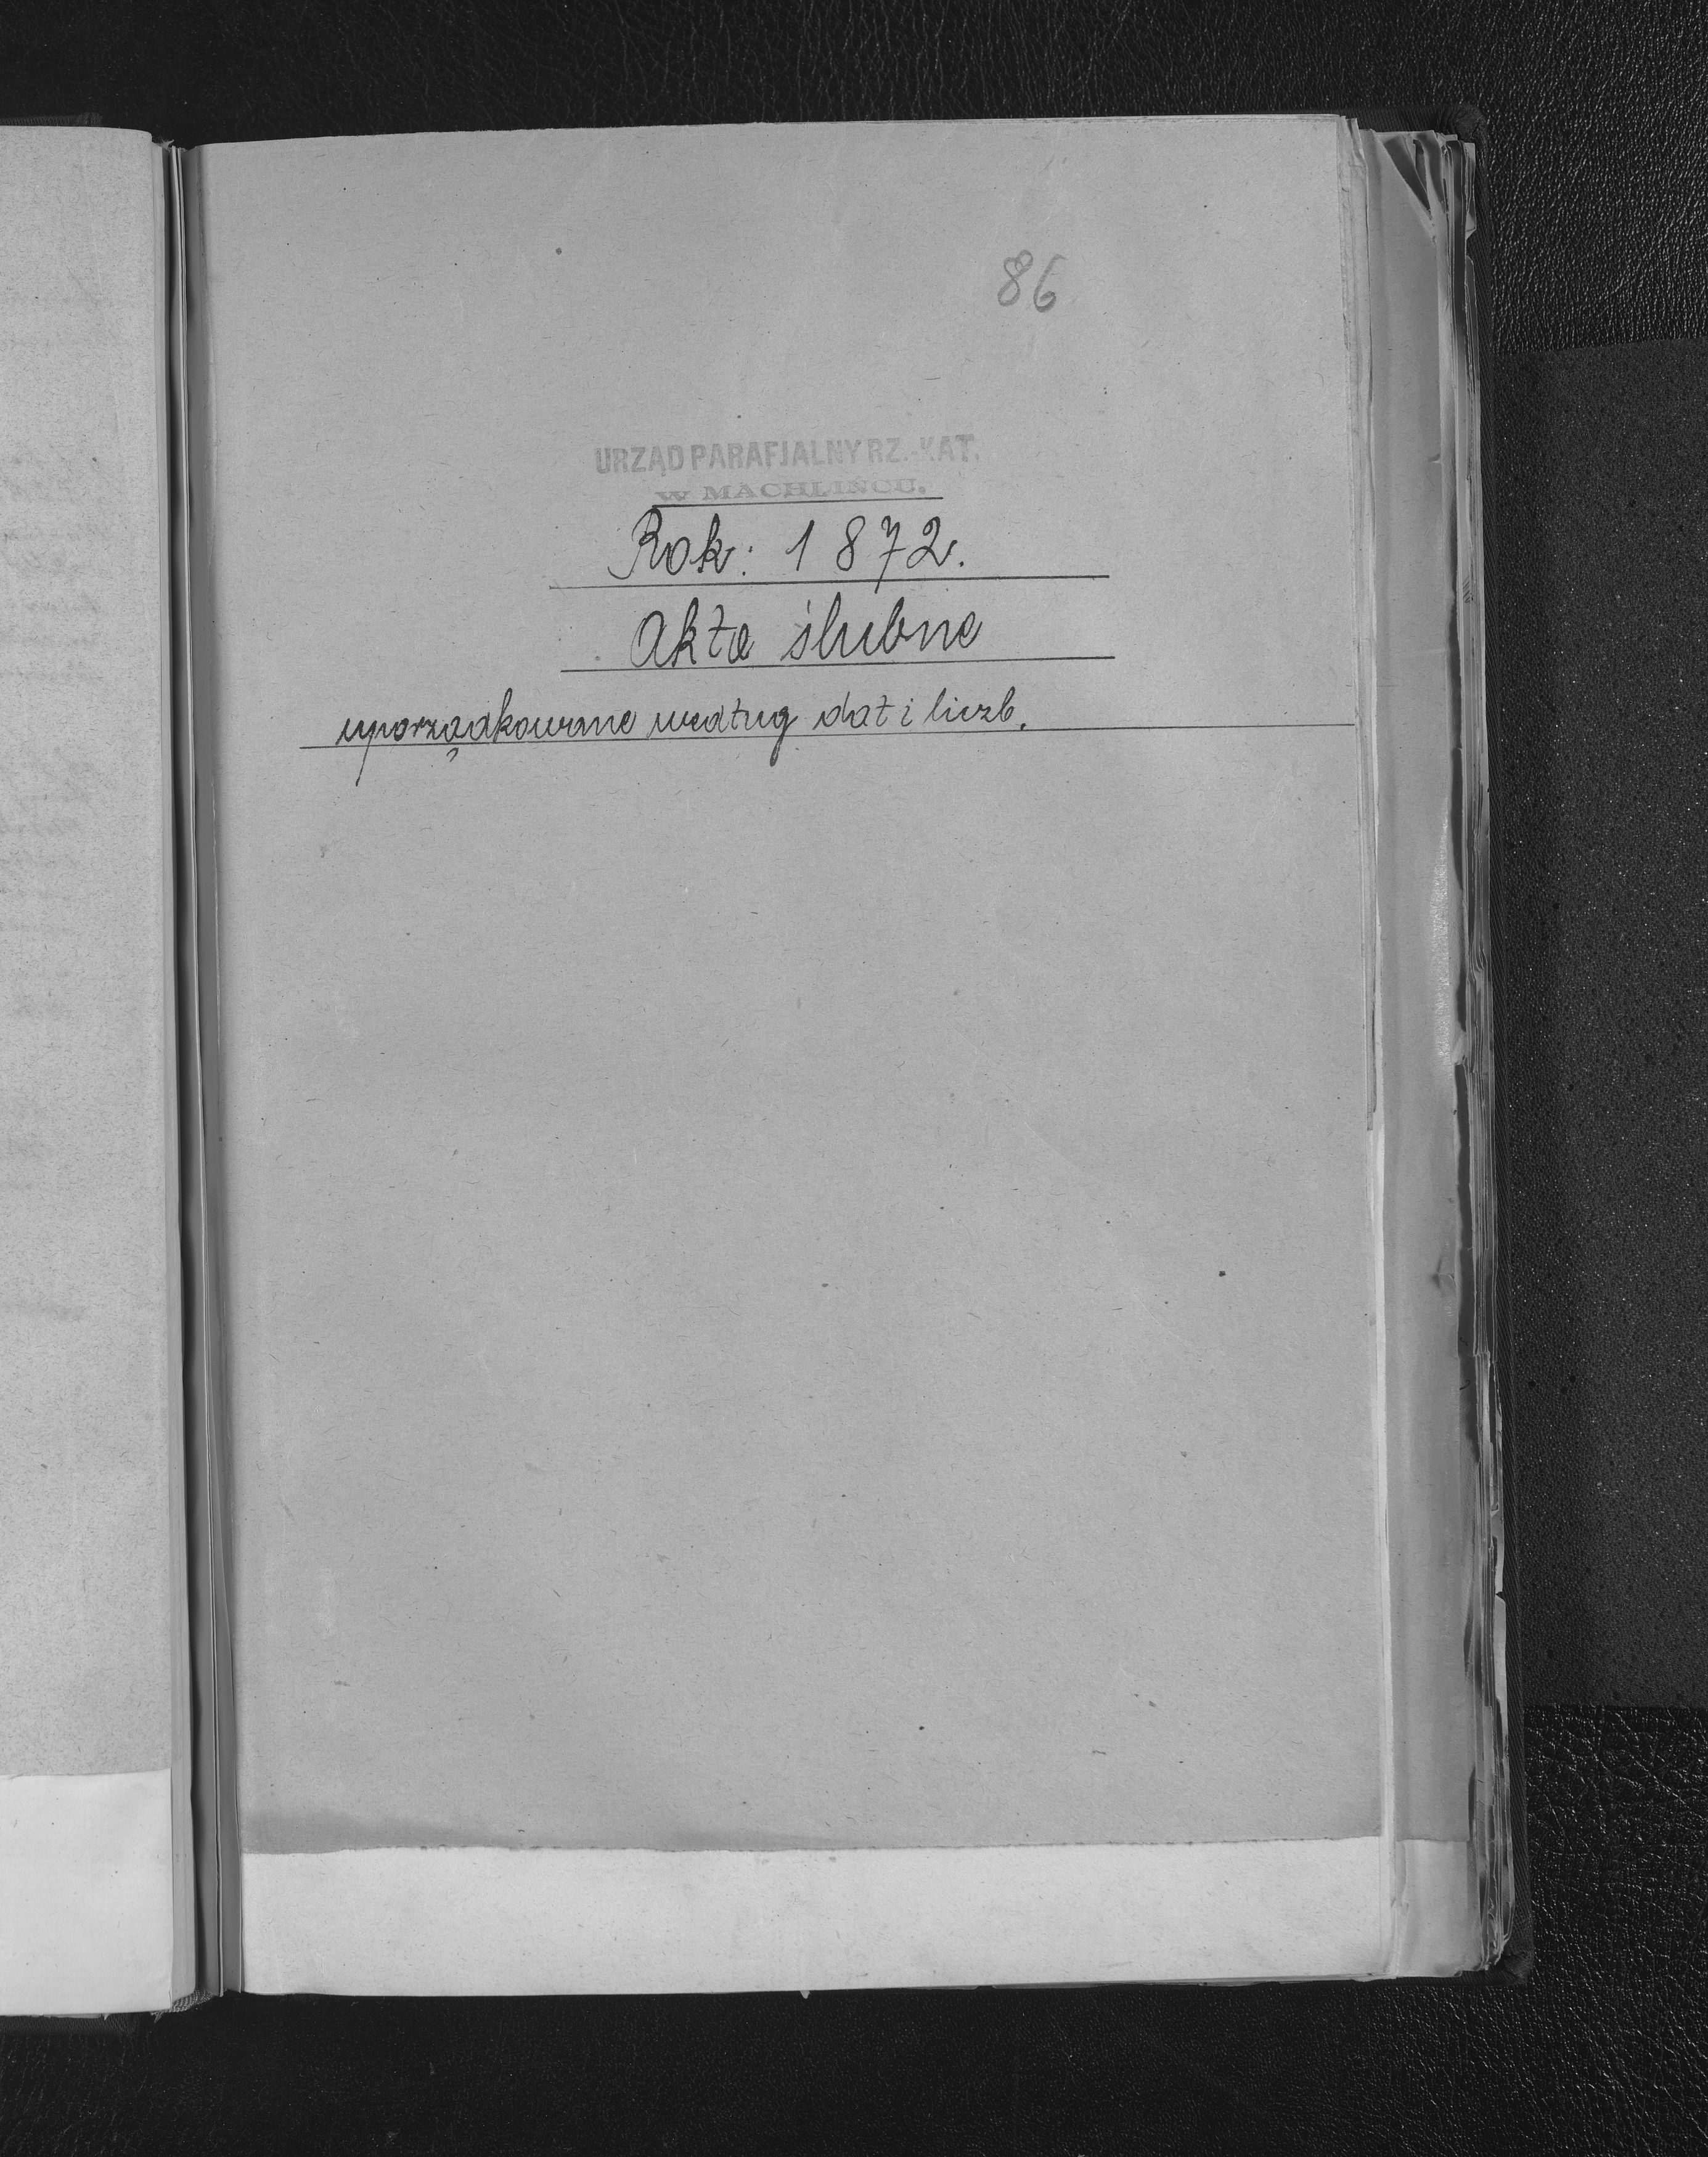 86
URZĄD PARAFJALNY RZ.-KAT.
W MACHLIŃCU.
Rok: 1872.
Akta ślubne
uporządkowane według dat i liczb.